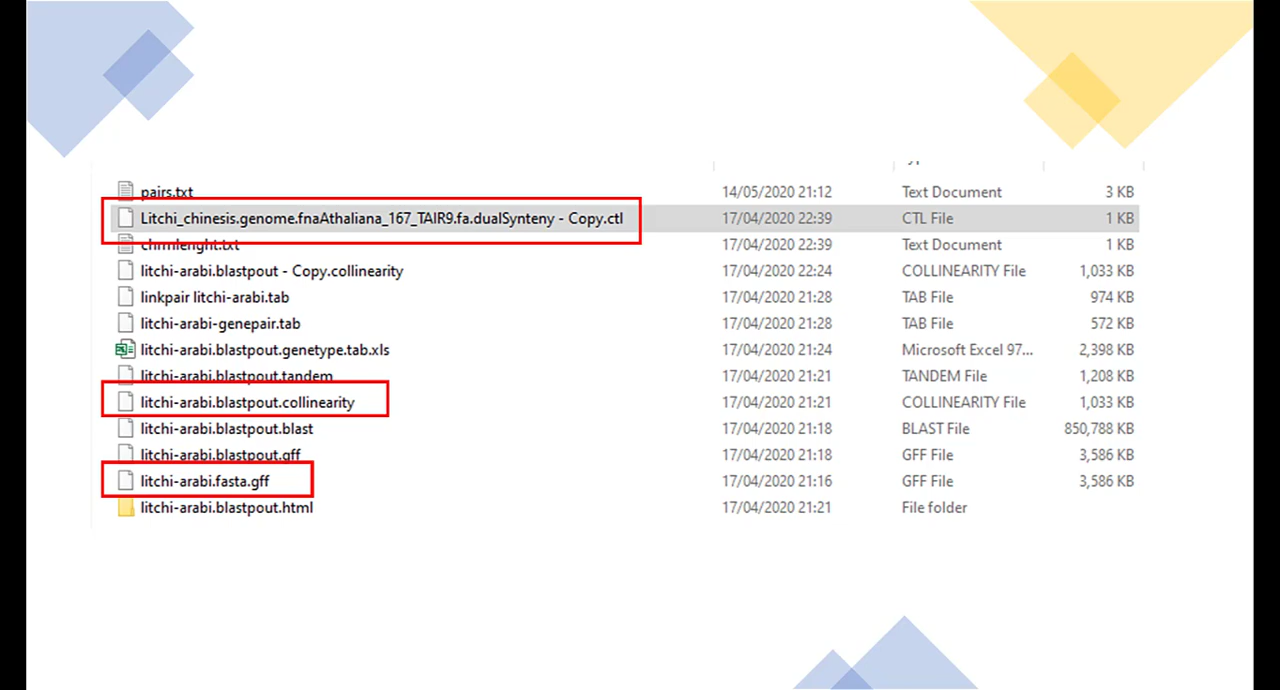 pairs.txt 14/05/2020 21:12 Text Document 3 KB
Litchi_chinesis.genome.fnaAthaliana_167_TAIR9.fa.dualSynteny - Copy.ctl 17/04/2020 22:39 CTL File 1 KB
chrmlenght.txt 17/04/2020 22:39 Text Document 1 KB
litchi-arabi.blastpout - Copy.collinearity 17/04/2020 22:24 COLLINEARITY File 1,033 KB
linkpair litchi-arabi.tab 17/04/2020 21:28 TAB File 974 KB
litchi-arabi-genepair.tab 17/04/2020 21:28 TAB File 572 KB
litchi-arabi.blastpout.genetype.tab.xls 17/04/2020 21:24 Microsoft Excel 97... 2,398 KB
litchi-arabi.blastpout.tandem 17/04/2020 21:21 TANDEM File 1,208 KB
litchi-arabi.blastpout.collinearity 17/04/2020 21:21 COLLINEARITY File 1,033 KB
litchi-arabi.blastpout.blast 17/04/2020 21:18 BLAST File 850,788 KB
litchi-arabi.blastpout.gff 17/04/2020 21:18 GFF File 3,586 KB
litchi-arabi.fasta.gff 17/04/2020 21:16 GFF File 3,586 KB
litchi-arabi.blastpout.html 17/04/2020 21:21 File folder